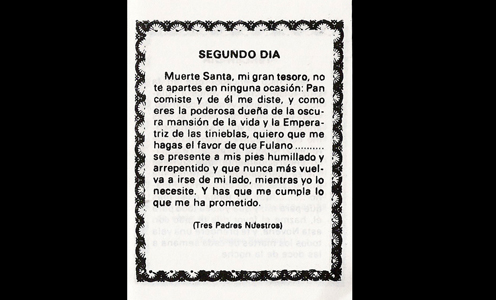 SEGUNDO DIA
Muerte Santa, mi gran tesoro, no
te apartes en ninguna ocasión: Pan
comiste y de él me diste, y como
eres la poderosa dueña de la oscu-
ra mansión de la vida y la Empera-
triz de las tinieblas, quiero que me
hagas el favor de que Fulano ..........
se presente a mis pies humillado y
arrepentido y que nunca más vuel-
va a irse de mi lado, mientras yo lo
necesite. Y has que me cumpla lo
que me ha prometido.
(Tres Padres Nuestros)